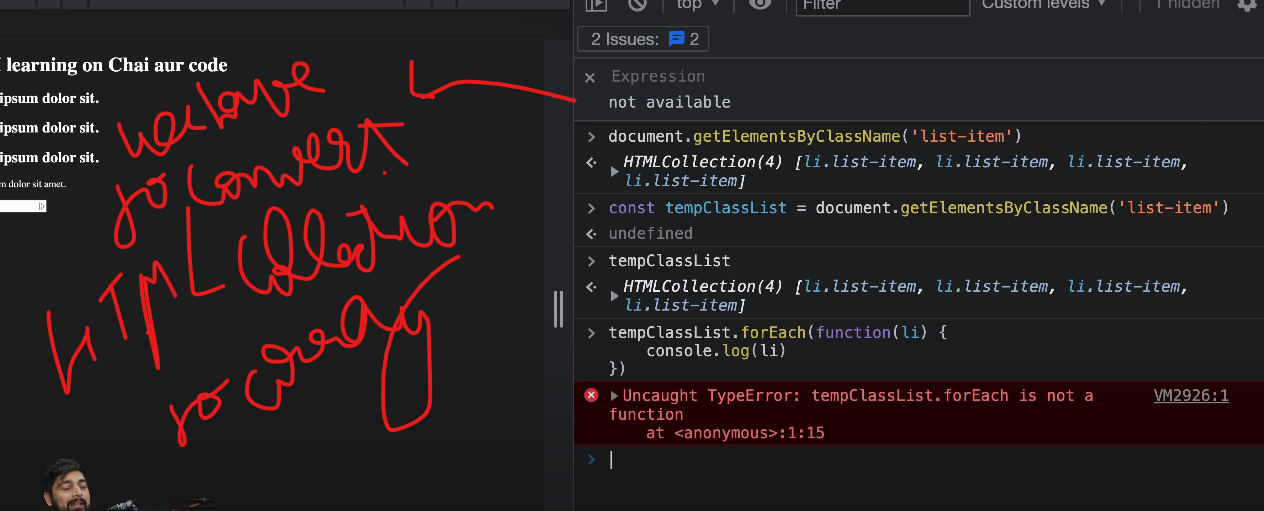 learning on Chai aur code
ipsum dolor sit.
ipsum dolor sit.
ipsum dolor sit.
m dolor sit amet.
we have
to convert
HTML Collection
to array
top
Filter
Custom levels
1 hidden
2 Issues: 2
Expression
not available
document.getElementsByClassName('list-item')
HTMLCollection(4) [li.list-item, li.list-item, li.list-item,
li.list-item]
const tempClassList = document.getElementsByClassName('list-item')
undefined
tempClassList
HTMLCollection(4) [li.list-item, li.list-item, li.list-item,
li.list-item]
tempClassList.forEach(function(li) {
console.log(li)
})
Uncaught TypeError: tempClassList.forEach is not a VM2926:1
function
at <anonymous>:1:15